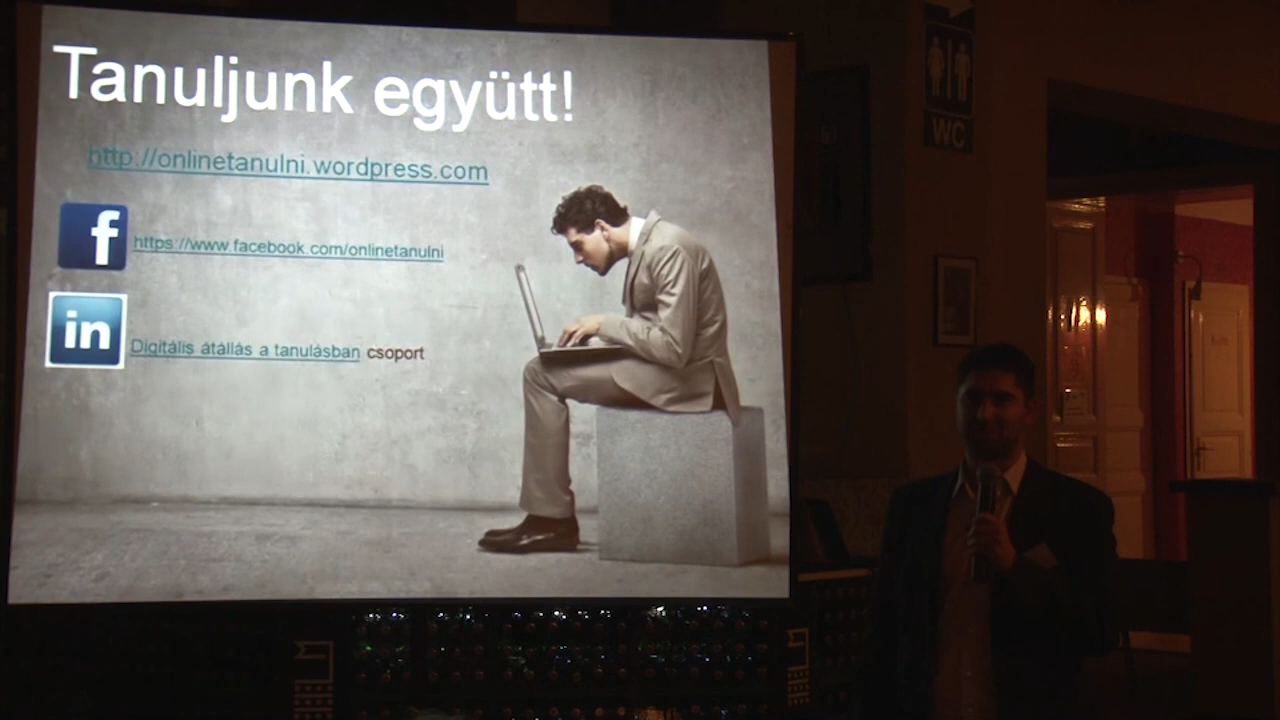 Tanuljunk együtt!
http://onlinetanulni.wordpress.com
f
https://www.facebook.com/onlinetanulni
in
Digitális átállás a tanulásban csoport
WC